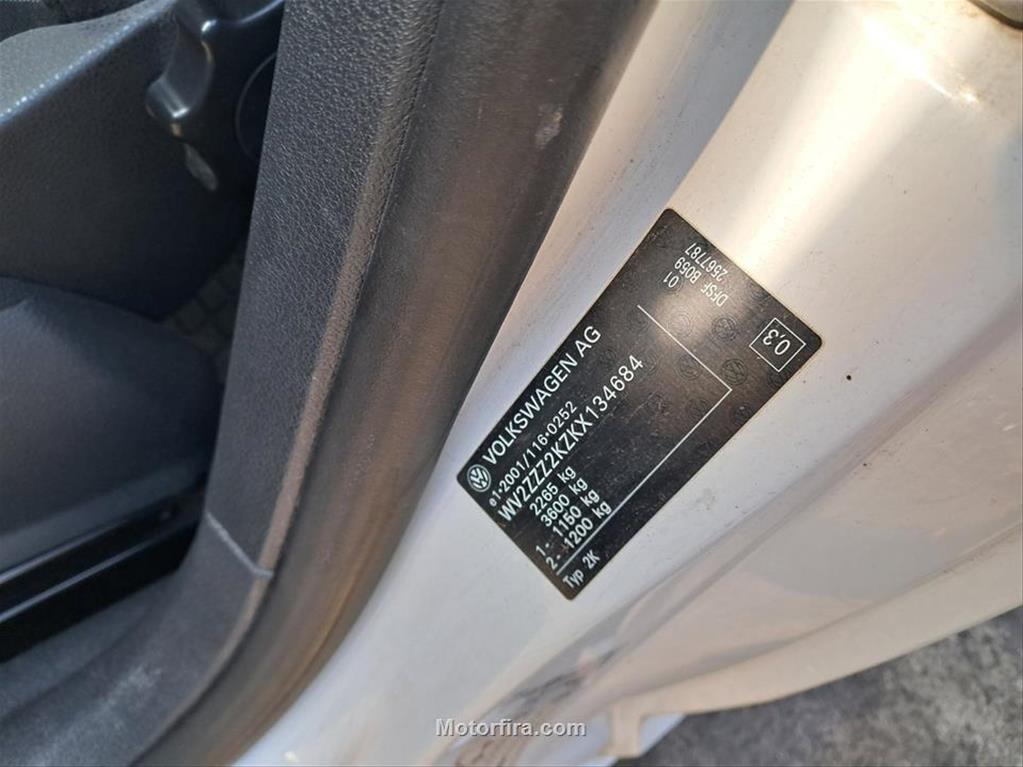 VOLKSWAGEN AG
e1*2001/116*0252
WV2ZZZ2KZKX134684
2265 kg
3600 kg
1- 1150 kg
2- 1200 kg
Typ 2K
01
DFSF B059
2567787
0,3
Motorfira.com